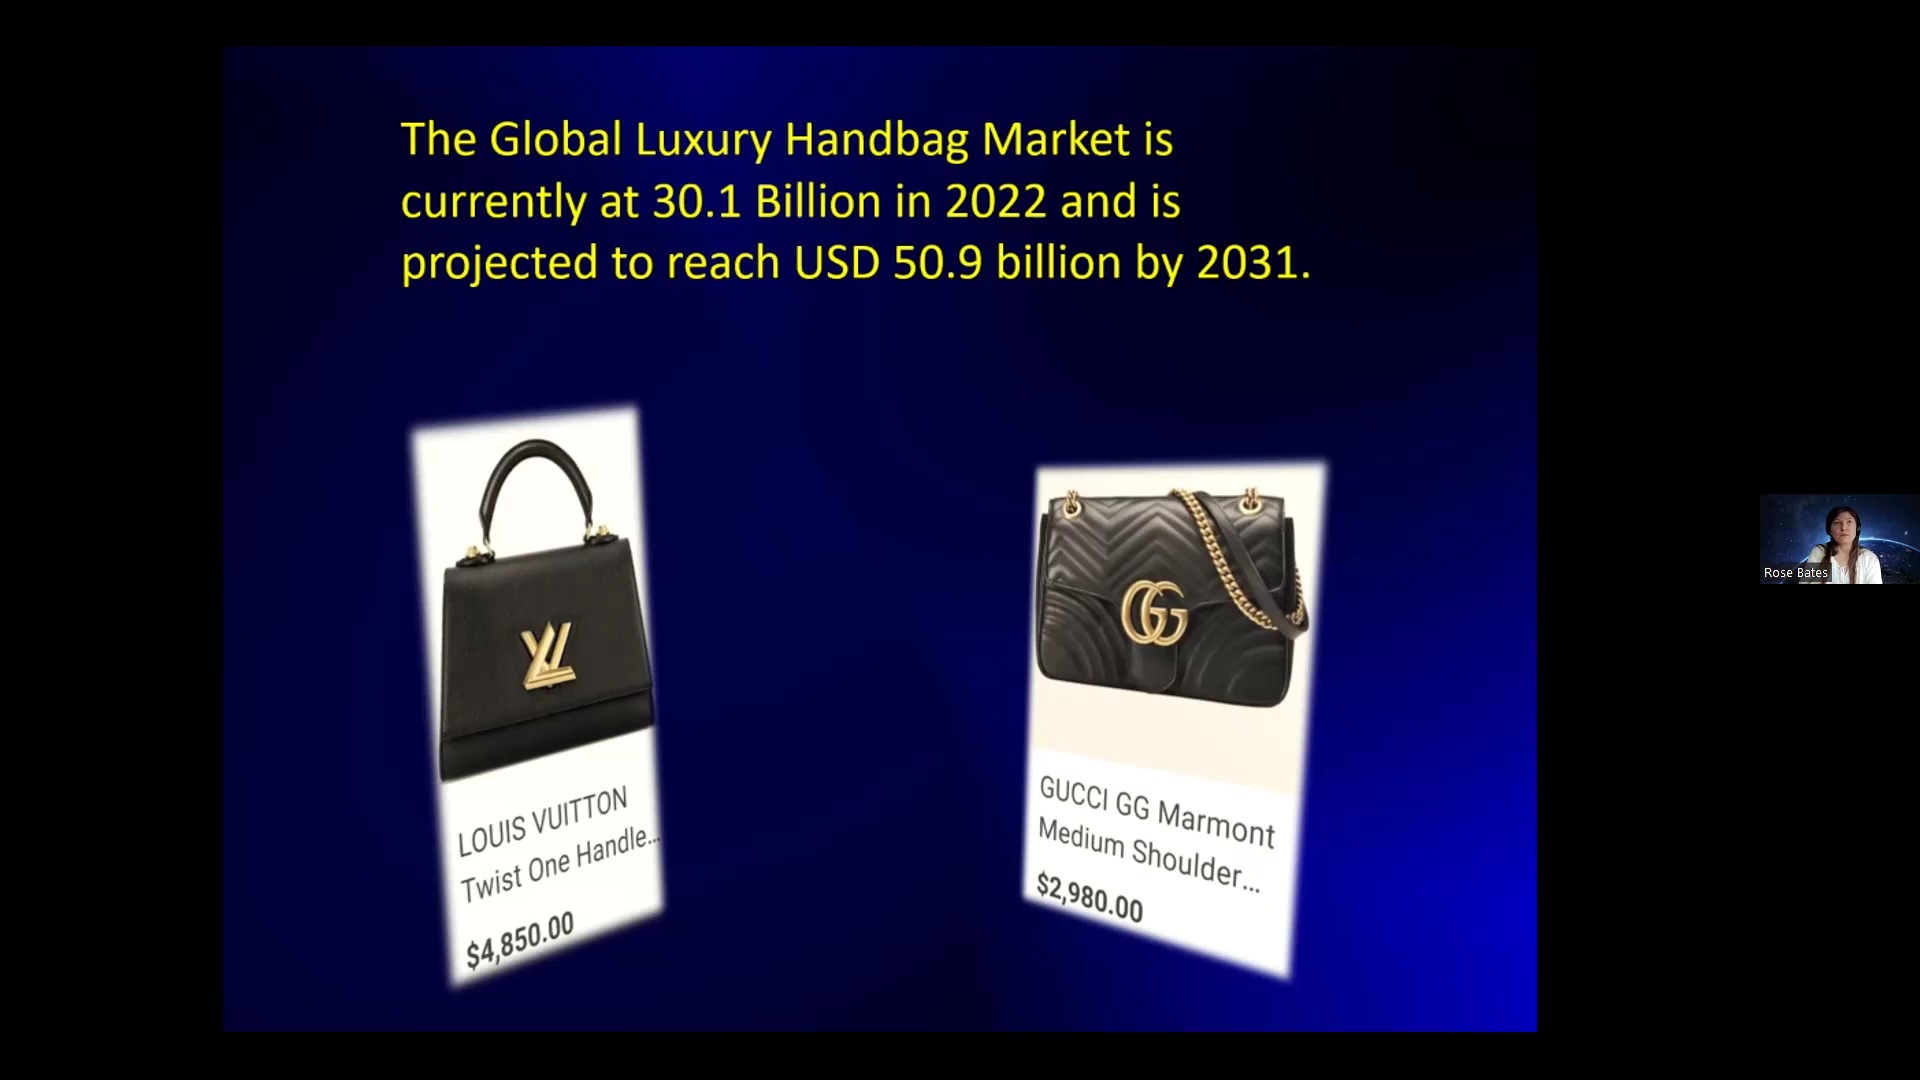 The Global Luxury Handbag Market is
currently at 30.1 Billion in 2022 and is
projected to reach USD 50.9 billion by 2031.
LOUIS VUITTON
Twist One Handle...
$4,850.00
GUCCI GG Marmont
Medium Shoulder...
$2,980.00
Rose Bates